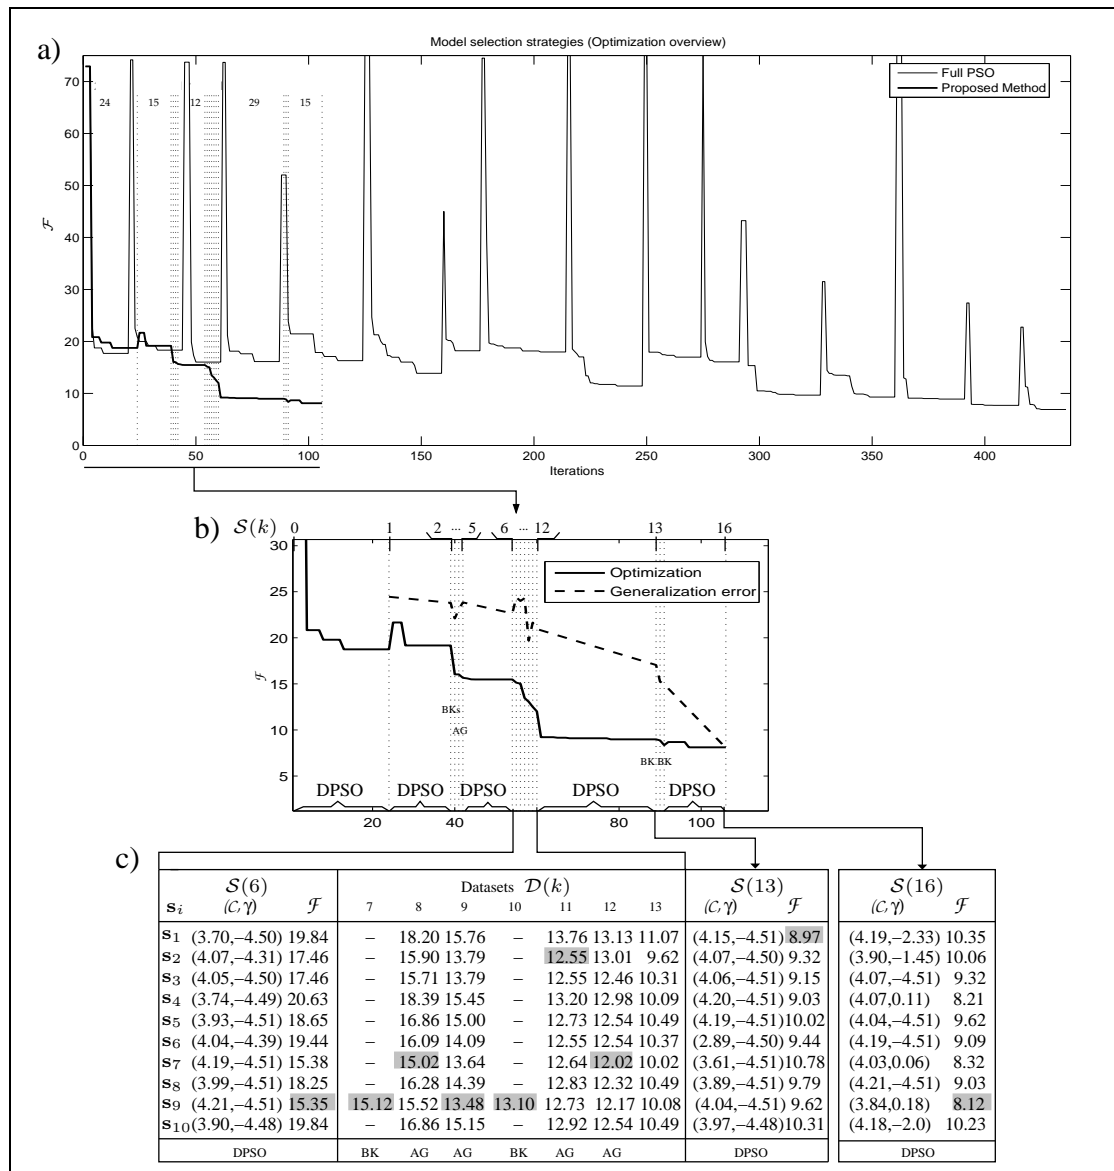 a)
Model selection strategies (Optimization overview)
Full PSO
Proposed Method
24 15 12 29 15
70
60
50
40
30
20
10
0
ℱ
0 50 100 150 200 250 300 350 400
Iterations
b)
S(k) 0 1 2 ... 5 6 ... 12 13 16
Optimization
Generalization error
30
25
20
15
10
5
ℱ
BKs
AG
BK BK
DPSO DPSO DPSO DPSO DPSO
20 40 60 80 100
c)
S(6) Datasets D(k) S(13) S(16)
s_i (C,γ) ℱ 7 8 9 10 11 12 13 (C,γ) ℱ (C,γ) ℱ
s1 (3.70,−4.50) 19.84 – 18.20 15.76 – 13.76 13.13 11.07 (4.15,−4.51) 8.97 (4.19,−2.33) 10.35
s2 (4.07,−4.31) 17.46 – 15.90 13.79 – 12.55 13.01 9.62 (4.07,−4.50) 9.32 (3.90,−1.45) 10.06
s3 (4.05,−4.50) 17.46 – 15.71 13.79 – 12.55 12.46 10.31 (4.06,−4.51) 9.15 (4.07,−4.51) 9.32
s4 (3.74,−4.49) 20.63 – 18.39 15.45 – 13.20 12.98 10.09 (4.20,−4.51) 9.03 (4.07,0.11) 8.21
s5 (3.93,−4.51) 18.65 – 16.86 15.00 – 12.73 12.54 10.49 (4.19,−4.51) 10.02 (4.04,−4.51) 9.62
s6 (4.04,−4.39) 19.44 – 16.09 14.09 – 12.55 12.54 10.37 (2.89,−4.50) 9.44 (4.19,−4.51) 9.09
s7 (4.19,−4.51) 15.38 – 15.02 13.64 – 12.64 12.02 10.02 (3.61,−4.51) 10.78 (4.03,0.06) 8.32
s8 (3.99,−4.51) 18.25 – 16.28 14.39 – 12.83 12.32 10.49 (3.89,−4.51) 9.79 (4.21,−4.51) 9.03
s9 (4.21,−4.51) 15.35 15.12 15.52 13.48 13.10 12.73 12.17 10.08 (4.04,−4.51) 9.62 (3.84,0.18) 8.12
s10 (3.90,−4.48) 19.84 – 16.86 15.15 – 12.92 12.54 10.49 (3.97,−4.48) 10.31 (4.18,−2.0) 10.23
DPSO BK AG AG BK AG AG DPSO DPSO